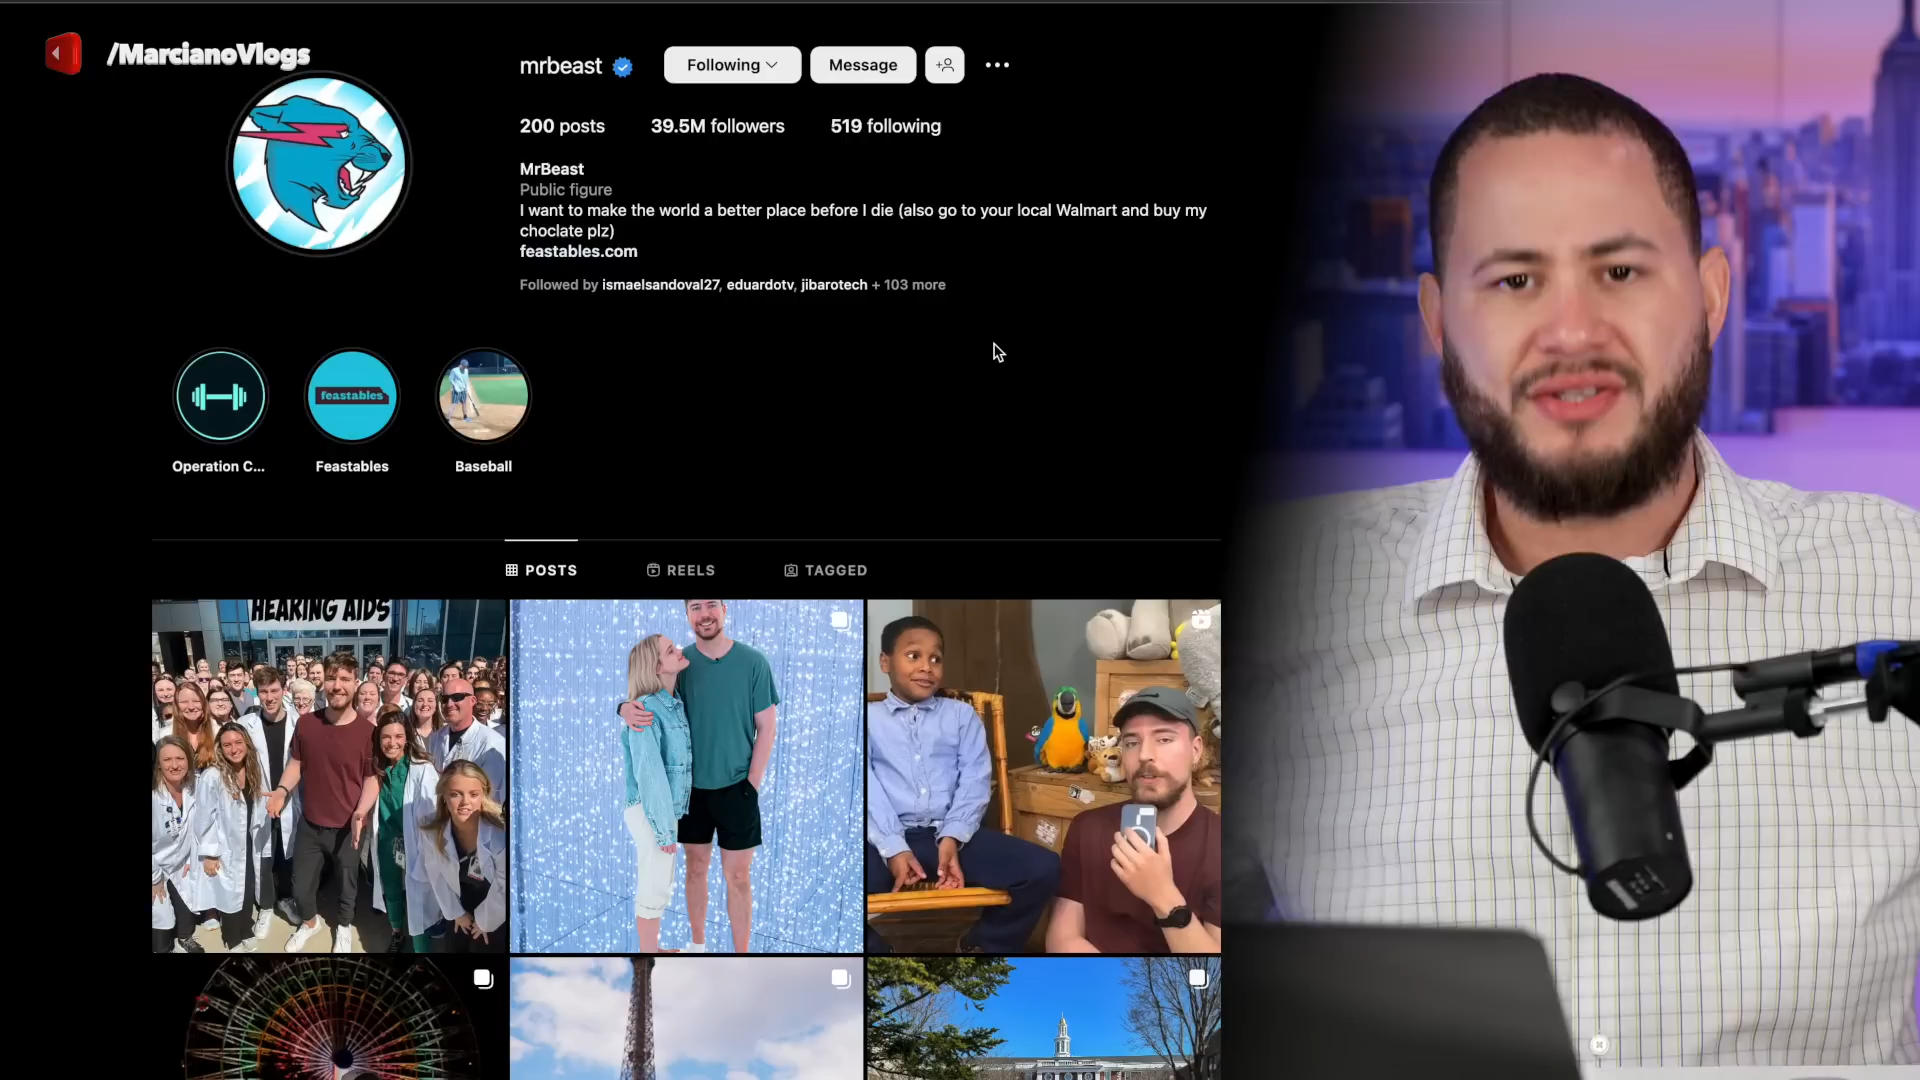 /MarcianoVlogs
mrbeast
Following
Message
200 posts
39.5M followers
519 following
MrBeast
Public figure
I want to make the world a better place before I die (also go to your local Walmart and buy my
choclate plz)
feastables.com
Followed by ismaelsandoval27, eduardotv, jibarotech + 103 more
feastables
Operation C...
Feastables
Baseball
POSTS
REELS
TAGGED
HEARING AIDS